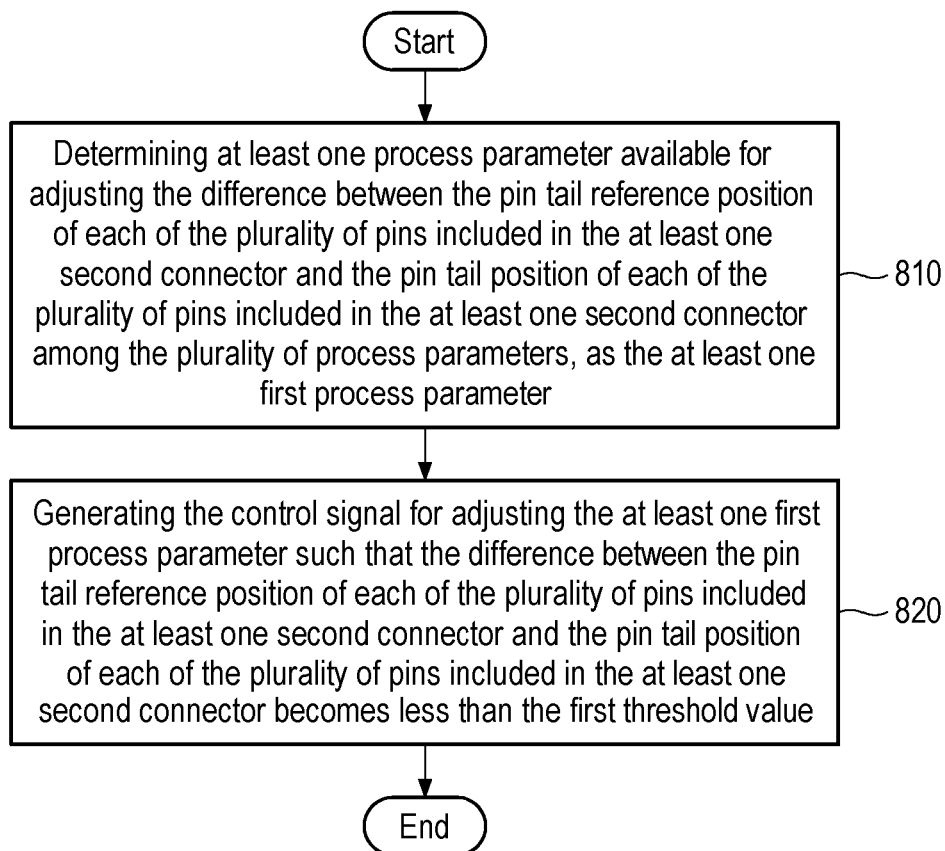 Start
Determining at least one process parameter available for
adjusting the difference between the pin tail reference position
of each of the plurality of pins included in the at least one
second connector and the pin tail position of each of the
plurality of pins included in the at least one second connector
among the plurality of process parameters, as the at least one
first process parameter
810
Generating the control signal for adjusting the at least one first
process parameter such that the difference between the pin
tail reference position of each of the plurality of pins included
in the at least one second connector and the pin tail position
of each of the plurality of pins included in the at least one
second connector becomes less than the first threshold value
820
End